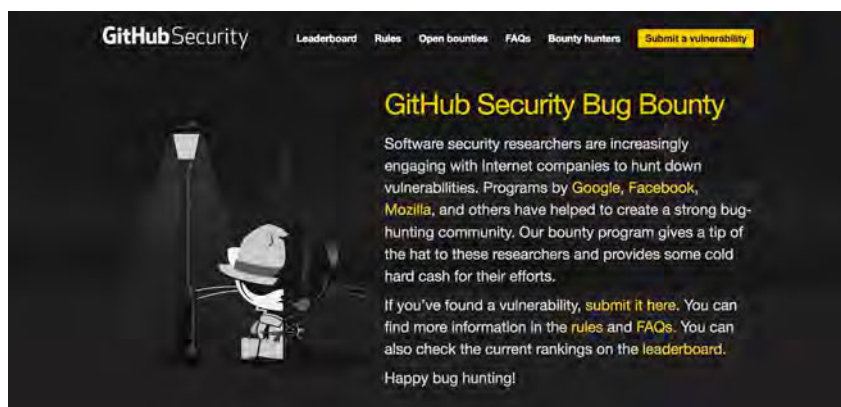 GitHub Security
Leaderboard Rules Open bounties FAQs Bounty hunters Submit a vulnerability
GitHub Security Bug Bounty
Software security researchers are increasingly
engaging with Internet companies to hunt down
vulnerabilities. Programs by Google, Facebook,
Mozilla, and others have helped to create a strong bug-
hunting community. Our bounty program gives a tip of
the hat to these researchers and provides some cold
hard cash for their efforts.
If you've found a vulnerability, submit it here. You can
find more information in the rules and FAQs. You can
also check the current rankings on the leaderboard.
Happy bug hunting!